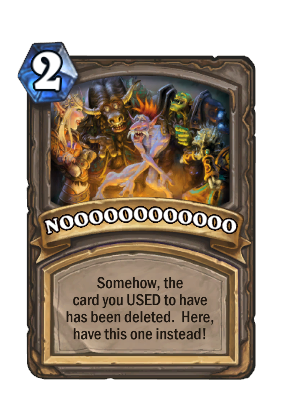 2
NOOOOOOOOOOOO
Somehow, the
card you USED to have
has been deleted.  Here,
have this one instead!